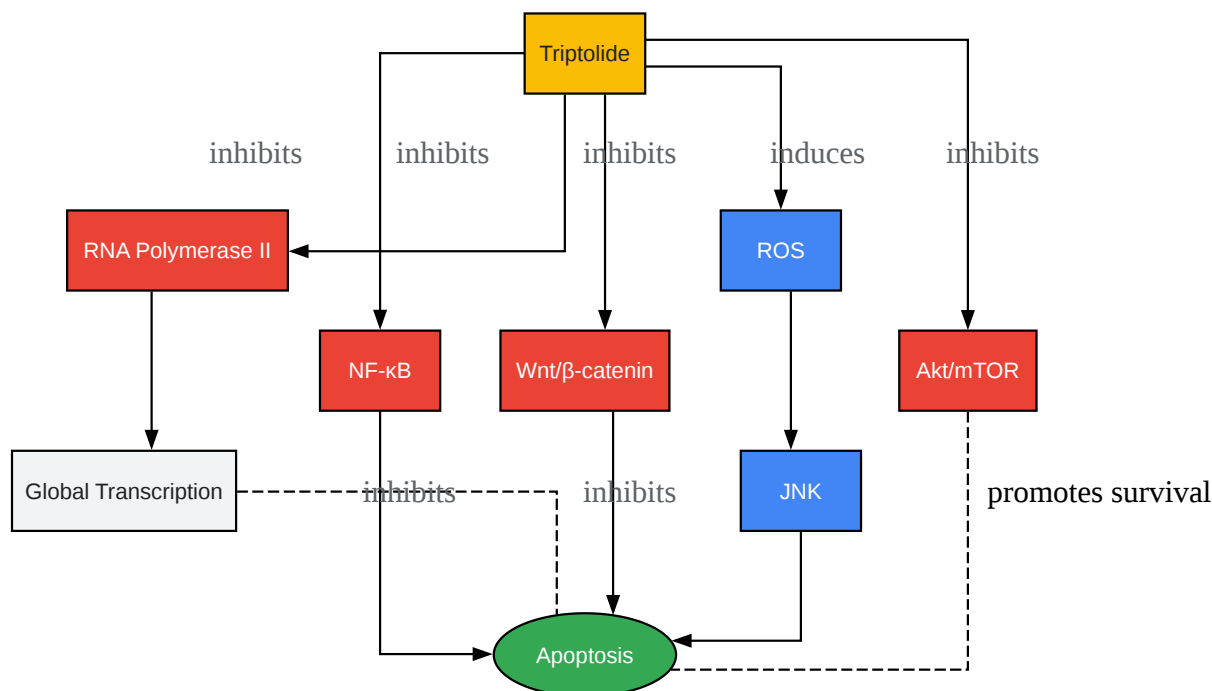 Triptolide
inhibits
inhibits
inhibits
induces
inhibits
RNA Polymerase II
ROS
NF-κB
Wnt/β-catenin
Akt/mTOR
Global Transcription
inhibits
inhibits
JNK
promotes survival
Apoptosis